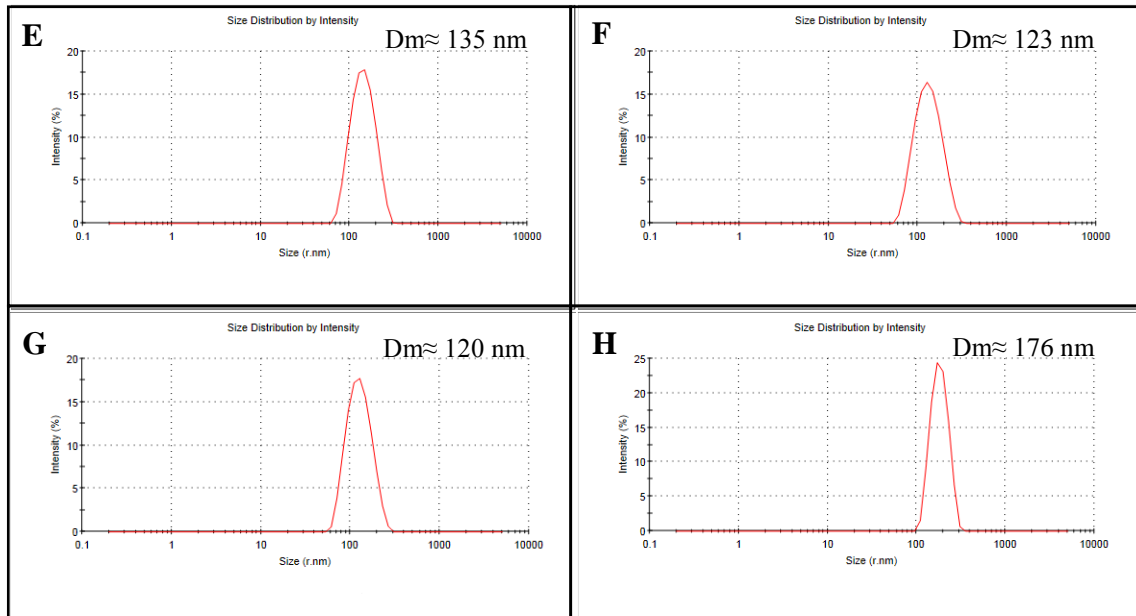 E
Size Distribution by Intensity
Dm≈ 135 nm
20
15
10
5
0
Intensity (%)
0.1 1 10 100 1000 10000
Size (r.nm)
F
Size Distribution by Intensity
Dm≈ 123 nm
20
15
10
5
0
Intensity (%)
0.1 1 10 100 1000 10000
Size (r.nm)
G
Size Distribution by Intensity
Dm≈ 120 nm
20
15
10
5
0
Intensity (%)
0.1 1 10 100 1000 10000
Size (r.nm)
H
Size Distribution by Intensity
Dm≈ 176 nm
25
20
15
10
5
0
Intensity (%)
0.1 1 10 100 1000 10000
Size (r.nm)